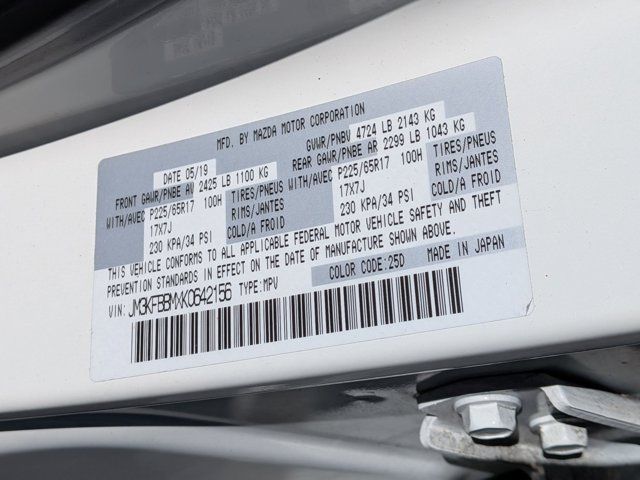 MFD. BY MAZDA MOTOR CORPORATION
DATE 05/19 GVWR/PNBV 4724 LB 2143 KG
FRONT GAWR/PNBE AV 2425 LB 1100 KG REAR GAWR/PNBE AR 2299 LB 1043 KG
WITH/AVEC P225/65R17 100H TIRES/PNEUS WITH/AVEC P225/65R17 100H TIRES/PNEUS
17X7J RIMS/JANTES 17X7J RIMS/JANTES
230 KPA/34 PSI COLD/A FROID 230 KPA/34 PSI COLD/A FROID
THIS VEHICLE CONFORMS TO ALL APPLICABLE FEDERAL MOTOR VEHICLE SAFETY AND THEFT
PREVENTION STANDARDS IN EFFECT ON THE DATE OF MANUFACTURE SHOWN ABOVE.
COLOR CODE:25D MADE IN JAPAN
VIN: JM3KFBBMXK0642156 TYPE:MPV